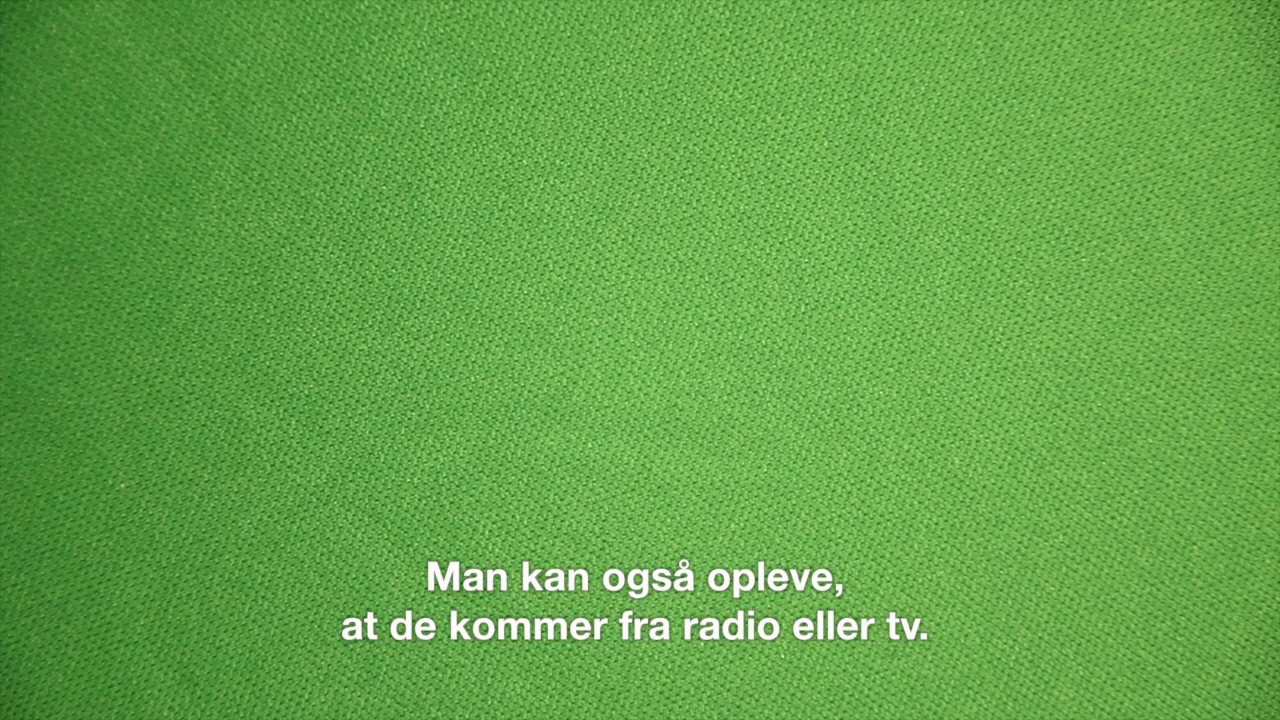 Man kan også opleve,
at de kommer fra radio eller tv.